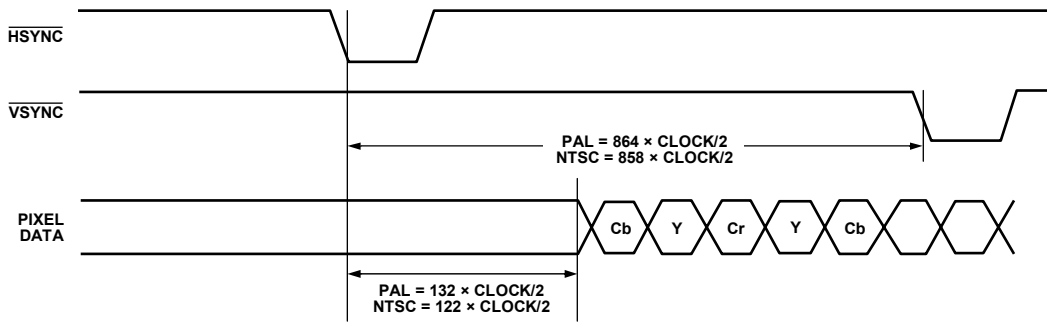 HSYNC
VSYNC
PAL = 864 × CLOCK/2
NTSC = 858 × CLOCK/2
PIXEL
DATA
Cb Y Cr Y Cb
PAL = 132 × CLOCK/2
NTSC = 122 × CLOCK/2